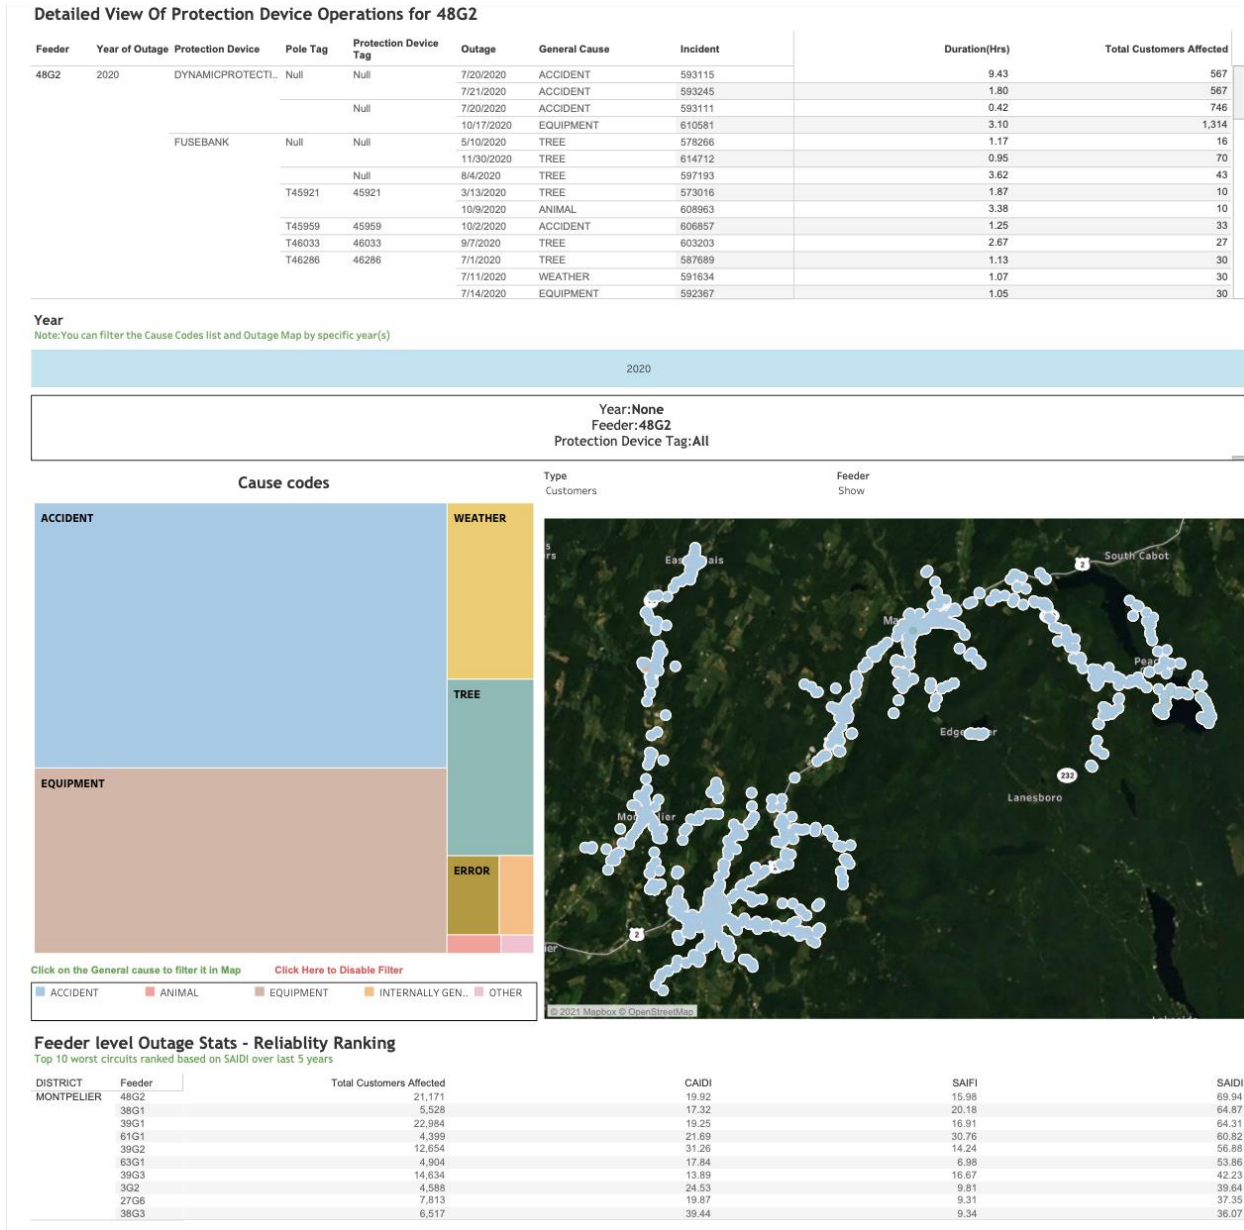 Detailed View Of Protection Device Operations for 48G2
Feeder Year of Outage Protection Device Pole Tag Protection Device Tag Outage General Cause Incident Duration(Hrs) Total Customers Affected
48G2 2020 DYNAMICPROTECTI.. Null Null 7/20/2020 ACCIDENT 593115 9.43 567
7/21/2020 ACCIDENT 593245 1.80 567
Null 7/20/2020 ACCIDENT 593111 0.42 746
10/17/2020 EQUIPMENT 610581 3.10 1,314
FUSEBANK Null Null 5/10/2020 TREE 578266 1.17 16
11/30/2020 TREE 614712 0.95 70
Null 8/4/2020 TREE 597193 3.62 43
T45921 45921 3/13/2020 TREE 573016 1.87 10
10/9/2020 ANIMAL 608963 3.38 10
T45959 45959 10/2/2020 ACCIDENT 606857 1.25 33
T46033 46033 9/7/2020 TREE 603203 2.67 27
T46286 46286 7/1/2020 TREE 587689 1.13 30
7/11/2020 WEATHER 591634 1.07 30
7/14/2020 EQUIPMENT 592367 1.05 30
Year
Note:You can filter the Cause Codes list and Outage Map by specific year(s)
2020
Year:None
Feeder:48G2
Protection Device Tag:All
Cause codes
Type Feeder
Customers Show
ACCIDENT WEATHER
TREE
EQUIPMENT
ERROR
South Cabot
2
232
Lanesboro
2
© 2021 Mapbox © OpenStreetMap
Click on the General cause to filter it in Map Click Here to Disable Filter
ACCIDENT ANIMAL EQUIPMENT INTERNALLY GEN.. OTHER
Feeder level Outage Stats - Reliablity Ranking
Top 10 worst circuits ranked based on SAIDI over last 5 years
DISTRICT Feeder Total Customers Affected CAIDI SAIFI SAIDI
MONTPELIER 48G2 21,171 19.92 15.98 69.94
38G1 5,528 17.32 20.18 64.87
39G1 22,984 19.25 16.91 64.31
61G1 4,399 21.69 30.76 60.82
39G2 12,654 31.26 14.24 56.88
63G1 4,904 17.84 6.98 53.86
39G3 14,634 13.89 16.67 42.23
3G2 4,588 24.53 9.81 39.64
27G6 7,813 19.87 9.31 37.35
38G3 6,517 39.44 9.34 36.07